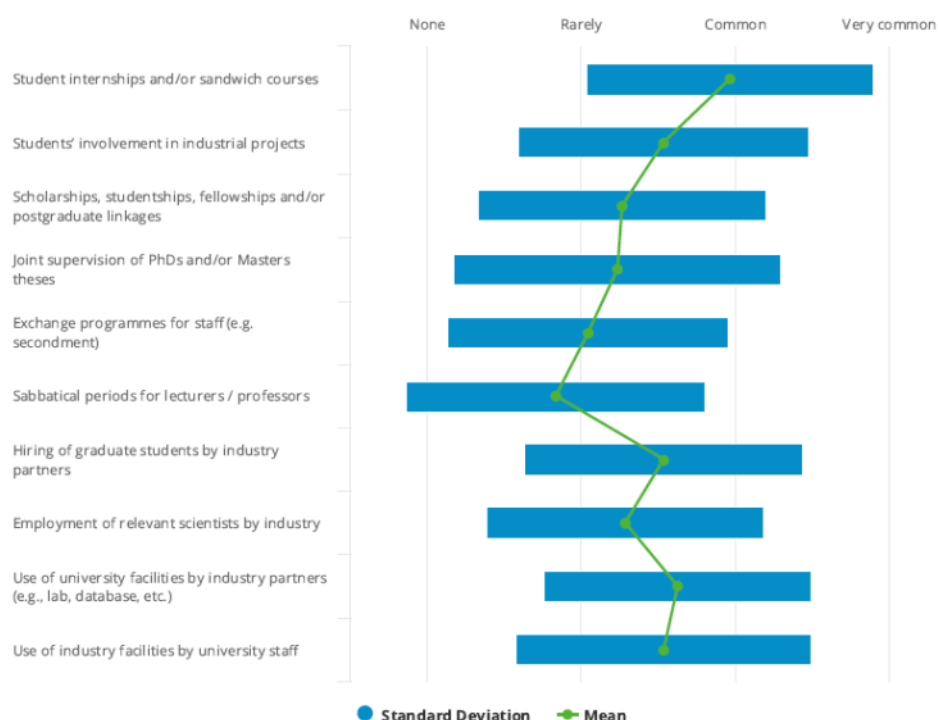 None Rarely Common Very common
Student internships and/or sandwich courses
Students' involvement in industrial projects
Scholarships, studentships, fellowships and/or
postgraduate linkages
Joint supervision of PhDs and/or Masters
theses
Exchange programmes for staff (e.g.
secondment)
Sabbatical periods for lecturers / professors
Hiring of graduate students by industry
partners
Employment of relevant scientists by industry
Use of university facilities by industry partners
(e.g., lab, database, etc.)
Use of industry facilities by university staff
Standard Deviation Mean